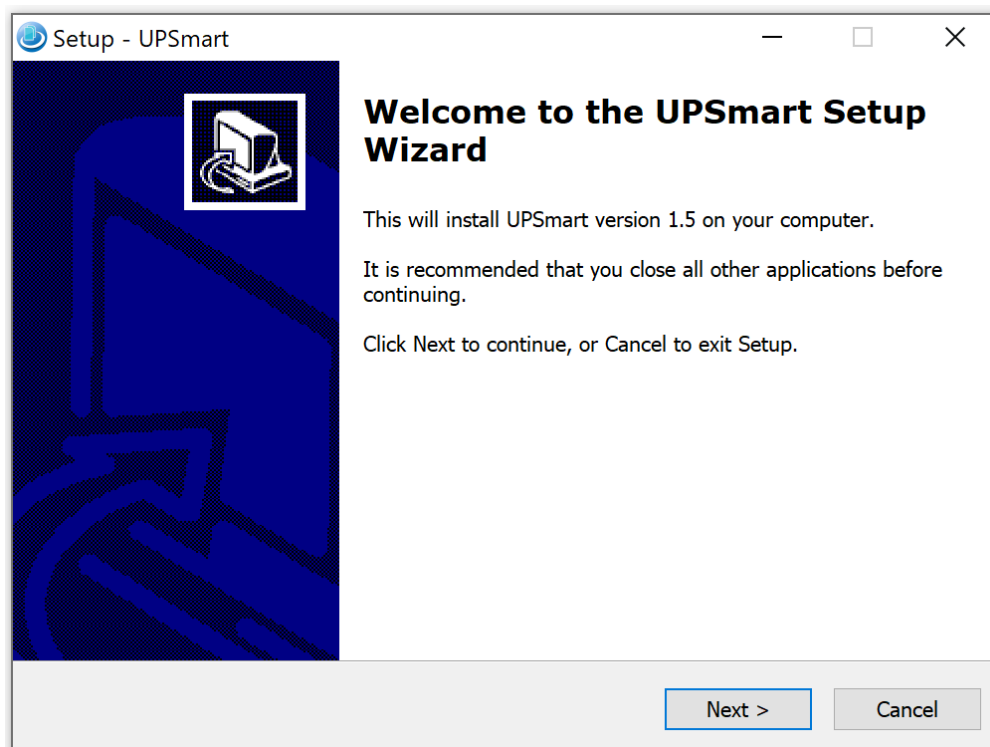 Setup - UPSmart
Welcome to the UPSmart Setup
Wizard
This will install UPSmart version 1.5 on your computer.
It is recommended that you close all other applications before
continuing.
Click Next to continue, or Cancel to exit Setup.
Next >
Cancel